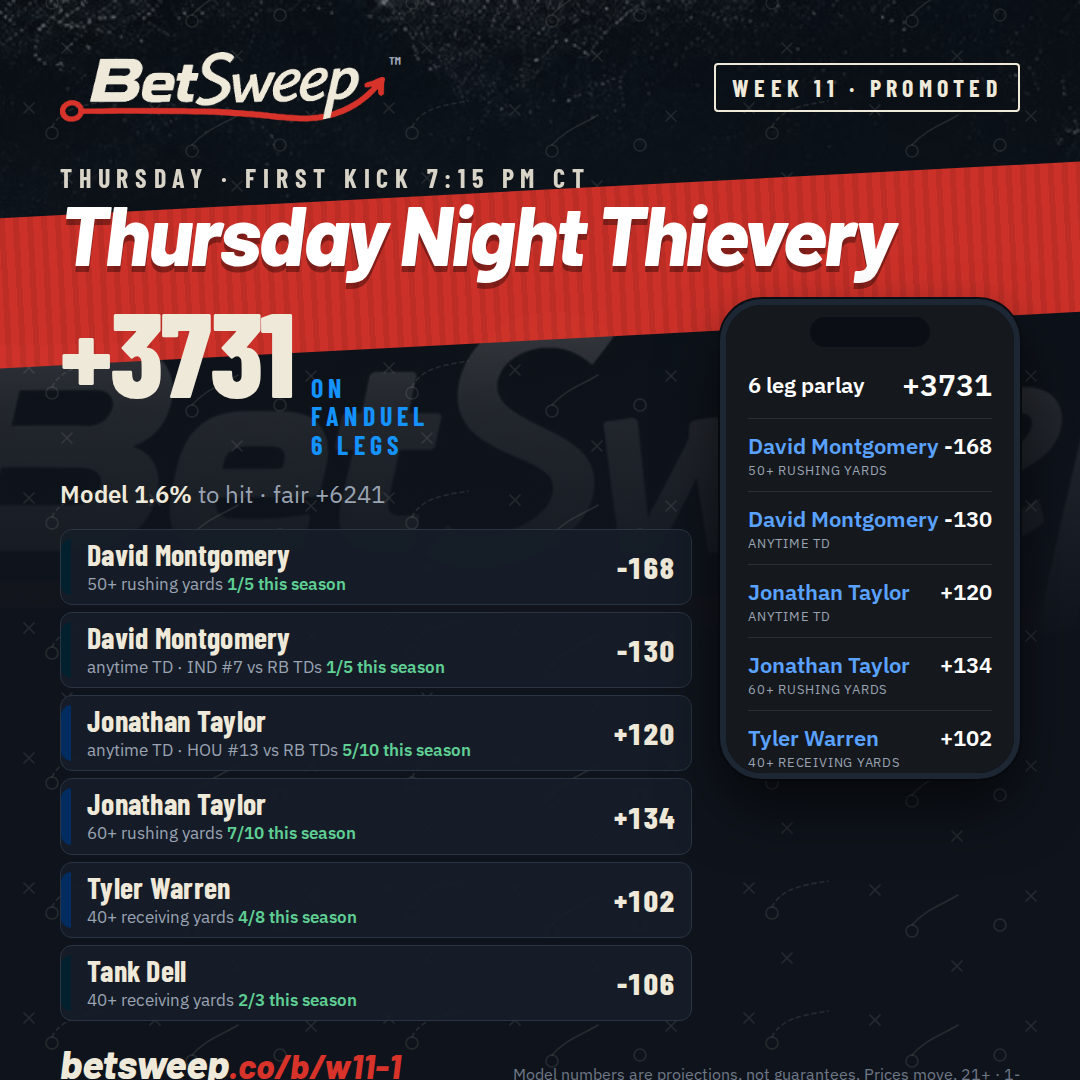 BetSweep™
WEEK 11 · PROMOTED
THURSDAY · FIRST KICK 7:15 PM CT
Thursday Night Thievery
+3731
ON
FANDUEL
6 LEGS
Model 1.6% to hit · fair +6241
David Montgomery
50+ rushing yards 1/5 this season
-168
David Montgomery
anytime TD · IND #7 vs RB TDs 1/5 this season
-130
Jonathan Taylor
anytime TD · HOU #13 vs RB TDs 5/10 this season
+120
Jonathan Taylor
60+ rushing yards 7/10 this season
+134
Tyler Warren
40+ receiving yards 4/8 this season
+102
Tank Dell
40+ receiving yards 2/3 this season
-106
6 leg parlay +3731
David Montgomery -168
50+ RUSHING YARDS
David Montgomery -130
ANYTIME TD
Jonathan Taylor +120
ANYTIME TD
Jonathan Taylor +134
60+ RUSHING YARDS
Tyler Warren +102
40+ RECEIVING YARDS
betsweep.co/b/w11-1
Model numbers are projections, not guarantees. Prices move. 21+ · 1-